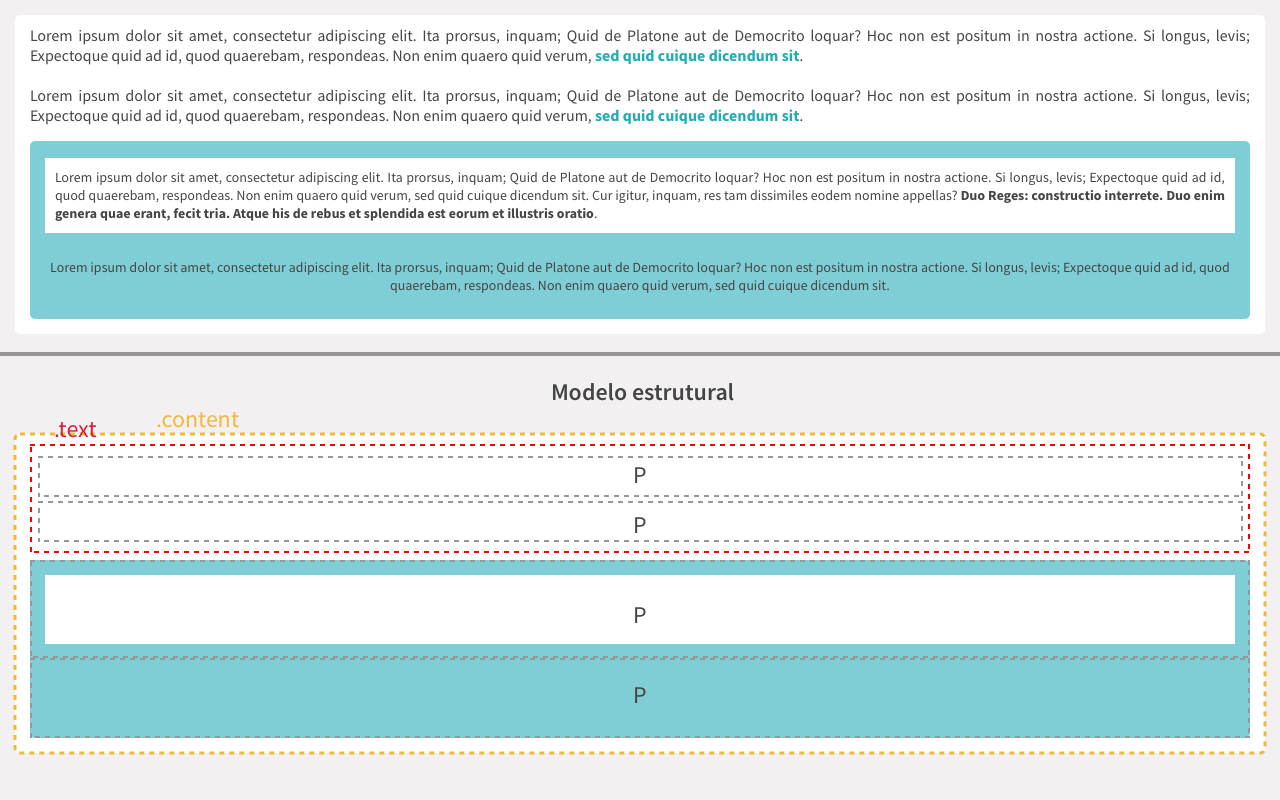 Lorem ipsum dolor sit amet, consectetur adipiscing elit. Ita prorsus, inquam; Quid de Platone aut de Democrito loquar? Hoc non est positum in nostra actione. Si longus, levis;
Expectoque quid ad id, quod quaerebam, respondeas. Non enim quaero quid verum, sed quid cuique dicendum sit.
Lorem ipsum dolor sit amet, consectetur adipiscing elit. Ita prorsus, inquam; Quid de Platone aut de Democrito loquar? Hoc non est positum in nostra actione. Si longus, levis;
Expectoque quid ad id, quod quaerebam, respondeas. Non enim quaero quid verum, sed quid cuique dicendum sit.
Lorem ipsum dolor sit amet, consectetur adipiscing elit. Ita prorsus, inquam; Quid de Platone aut de Democrito loquar? Hoc non est positum in nostra actione. Si longus, levis; Expectoque quid ad id,
quod quaerebam, respondeas. Non enim quaero quid verum, sed quid cuique dicendum sit. Cur igitur, inquam, res tam dissimiles eodem nomine appellas? Duo Reges: constructio interrete. Duo enim
genera quae erant, fecit tria. Atque his de rebus et splendida est eorum et illustris oratio.
Lorem ipsum dolor sit amet, consectetur adipiscing elit. Ita prorsus, inquam; Quid de Platone aut de Democrito loquar? Hoc non est positum in nostra actione. Si longus, levis; Expectoque quid ad id, quod
quaerebam, respondeas. Non enim quaero quid verum, sed quid cuique dicendum sit.
Modelo estrutural
.content
.text
P
P
P
P